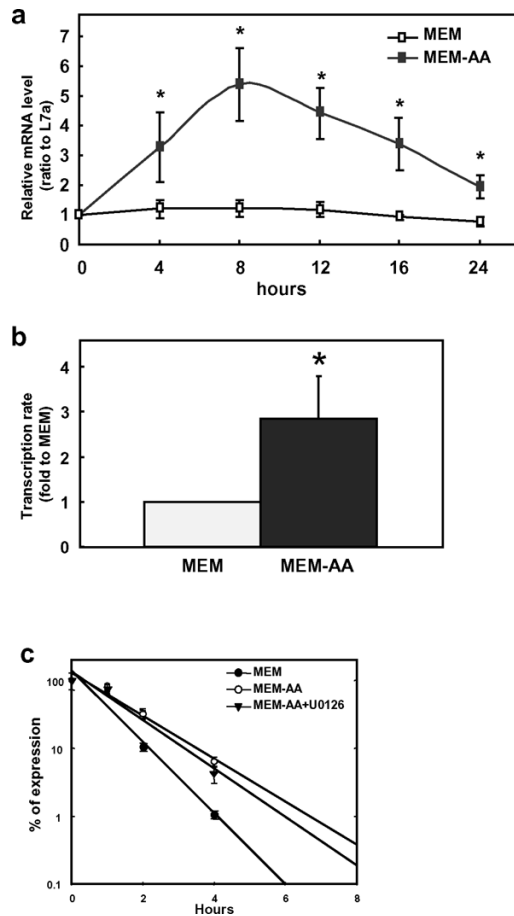 a
MEM
MEM-AA
Relative mRNA level
(ratio to L7a)
7
6
5
4
3
2
1
0
* * * * * *
0 4 8 12 16 24
hours
b
Transcription rate
(fold to MEM)
4
3
2
1
0
*
MEM MEM-AA
c
MEM
MEM-AA
MEM-AA+U0126
% of expression
100
10
1
0.1
0 2 4 6 8
Hours